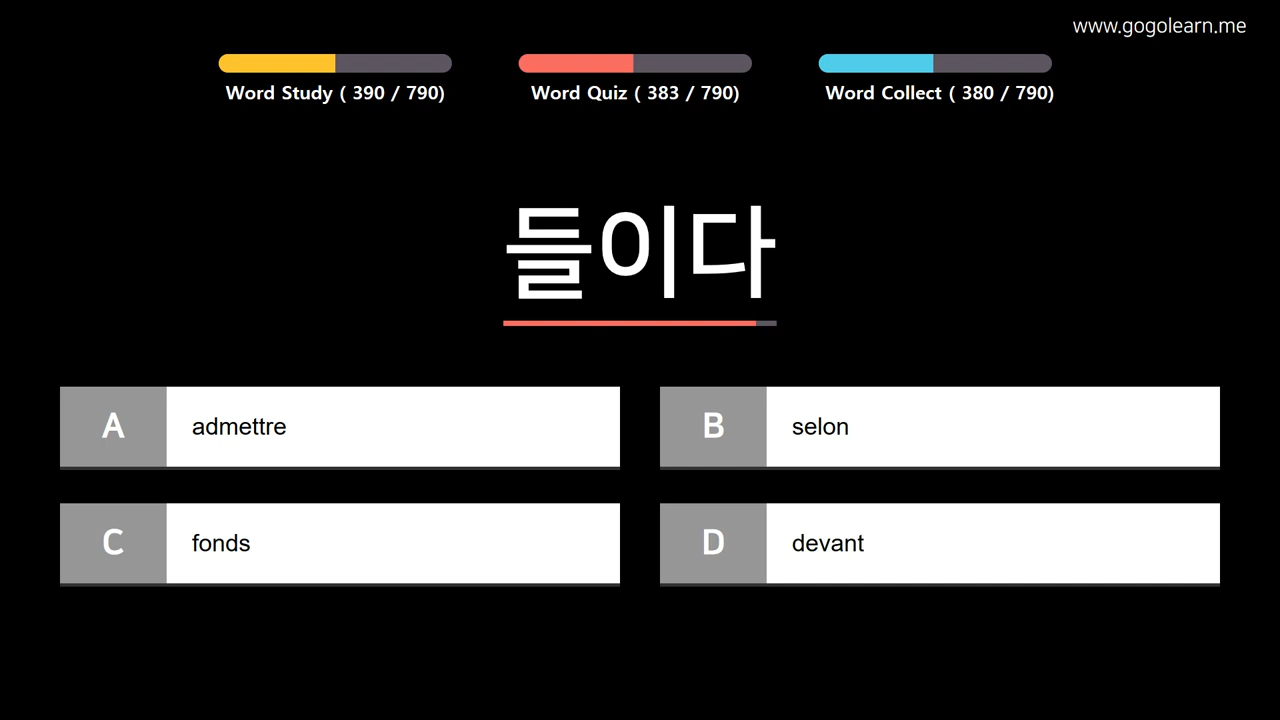 www.gogolearn.me
Word Study ( 390 / 790)
Word Quiz ( 383 / 790)
Word Collect ( 380 / 790)
들이다
A admettre
B selon
C fonds
D devant